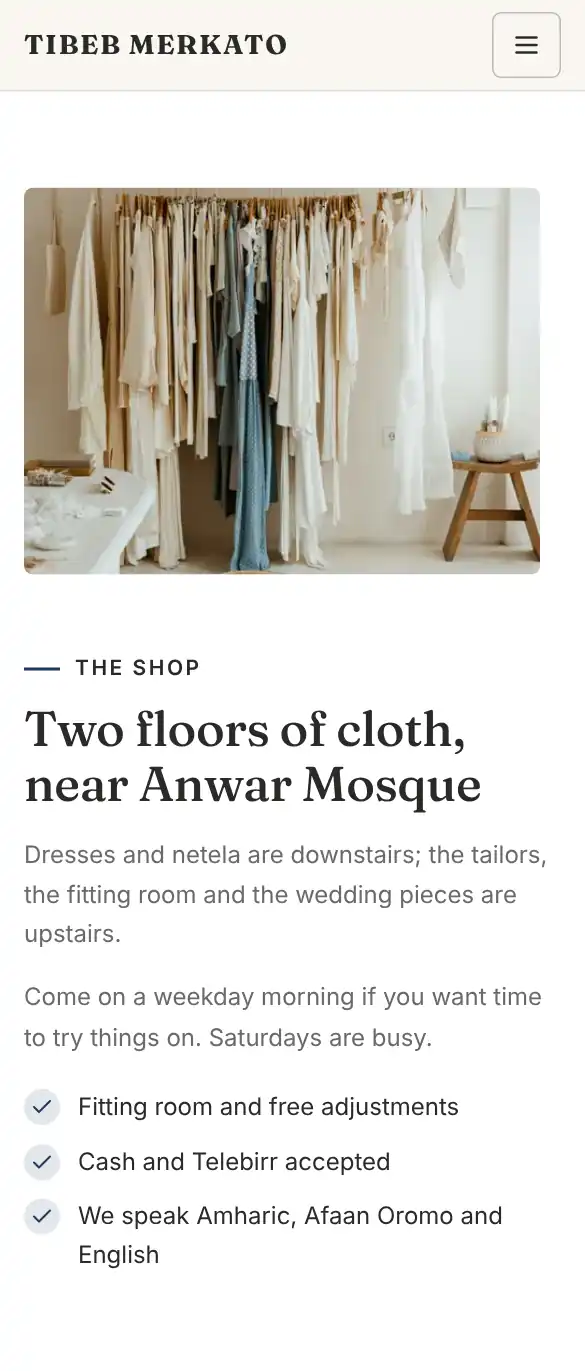 TIBEB MERKATO
THE SHOP
Two floors of cloth,
near Anwar Mosque
Dresses and netela are downstairs; the tailors,
the fitting room and the wedding pieces are
upstairs.
Come on a weekday morning if you want time
to try things on. Saturdays are busy.
Fitting room and free adjustments
Cash and Telebirr accepted
We speak Amharic, Afaan Oromo and
English